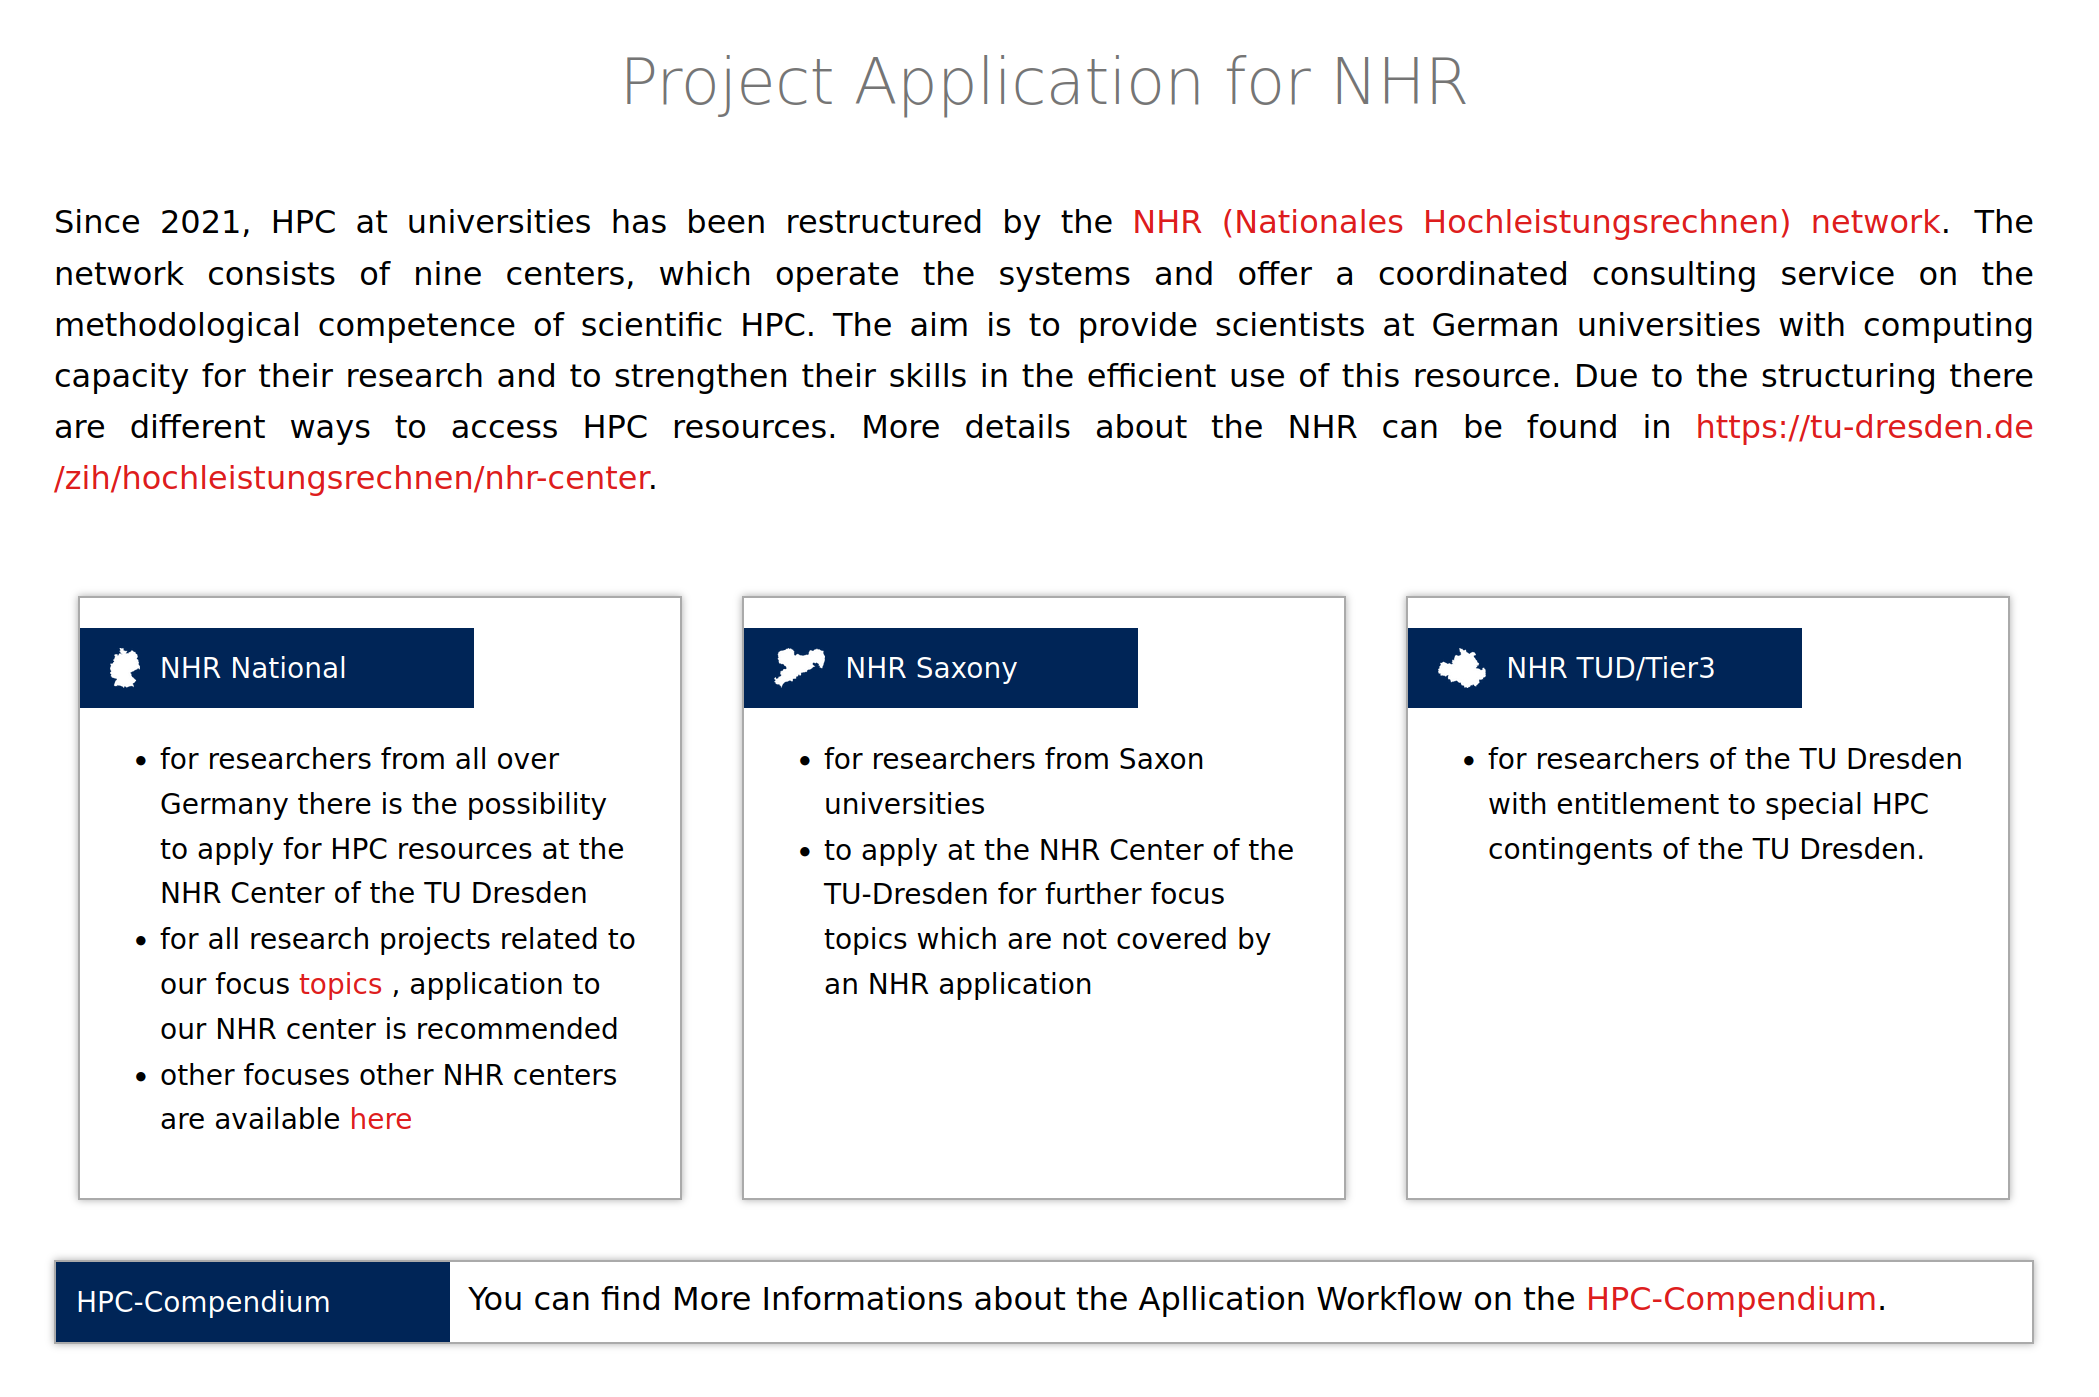 Project Application for NHR
Since 2021, HPC at universities has been restructured by the NHR (Nationales Hochleistungsrechnen) network. The
network consists of nine centers, which operate the systems and offer a coordinated consulting service on the
methodological competence of scientific HPC. The aim is to provide scientists at German universities with computing
capacity for their research and to strengthen their skills in the efficient use of this resource. Due to the structuring there
are different ways to access HPC resources. More details about the NHR can be found in https://tu-dresden.de
/zih/hochleistungsrechnen/nhr-center.
NHR National
• for researchers from all over
Germany there is the possibility
to apply for HPC resources at the
NHR Center of the TU Dresden
• for all research projects related to
our focus topics , application to
our NHR center is recommended
• other focuses other NHR centers
are available here
NHR Saxony
• for researchers from Saxon
universities
• to apply at the NHR Center of the
TU-Dresden for further focus
topics which are not covered by
an NHR application
NHR TUD/Tier3
• for researchers of the TU Dresden
with entitlement to special HPC
contingents of the TU Dresden.
HPC-Compendium
You can find More Informations about the Apllication Workflow on the HPC-Compendium.